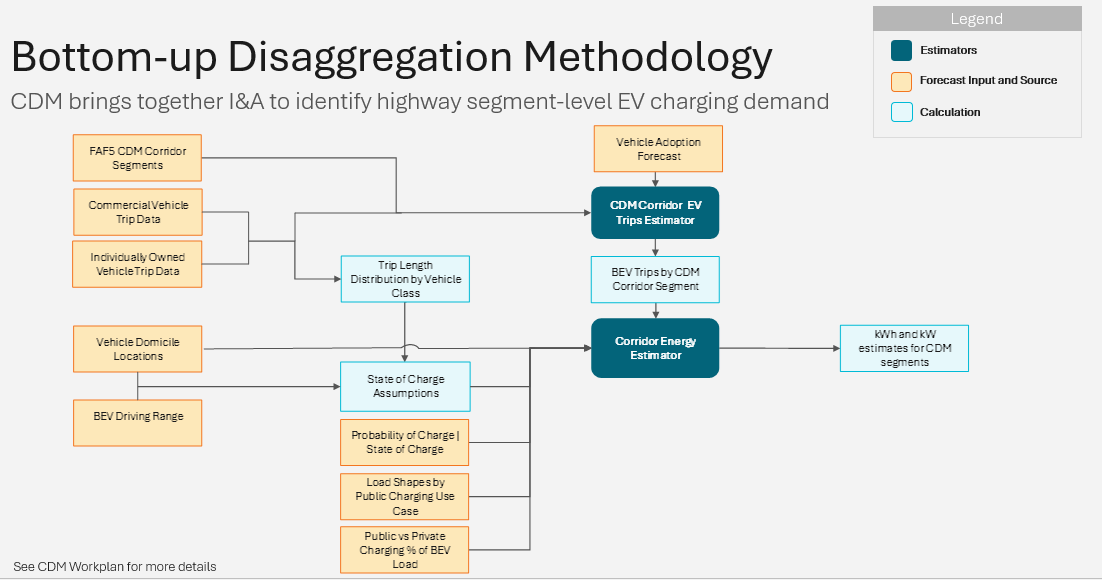 Legend
Estimators
Forecast Input and Source
Calculation
Bottom-up Disaggregation Methodology
CDM brings together I&A to identify highway segment-level EV charging demand
FAF5 CDM Corridor
Segments
Commercial Vehicle
Trip Data
Individually Owned
Vehicle Trip Data
Vehicle Domicile
Locations
BEV Driving Range
Trip Length
Distribution by Vehicle
Class
State of Charge
Assumptions
Probability of Charge |
State of Charge
Load Shapes by
Public Charging Use
Case
Public vs Private
Charging % of BEV
Load
Vehicle Adoption
Forecast
CDM Corridor EV
Trips Estimator
BEV Trips by CDM
Corridor Segment
Corridor Energy
Estimator
kWh and kW
estimates for CDM
segments
See CDM Workplan for more details